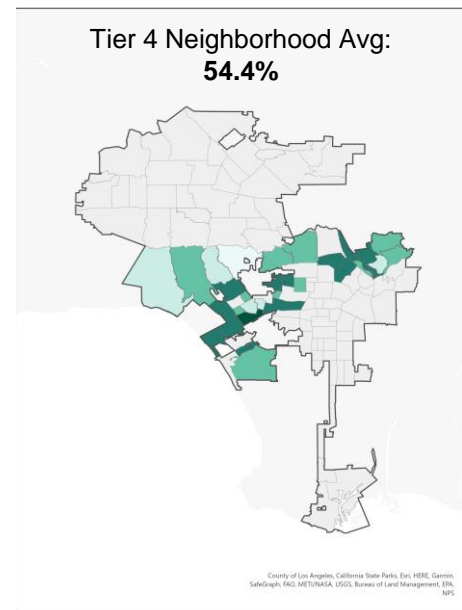 Tier 4 Neighborhood Avg:
54.4%
County of Los Angeles, California State Parks, Esri, HERE, Garmin,
SafeGraph, FAO, METI/NASA, USGS, Bureau of Land Management, EPA,
NPS